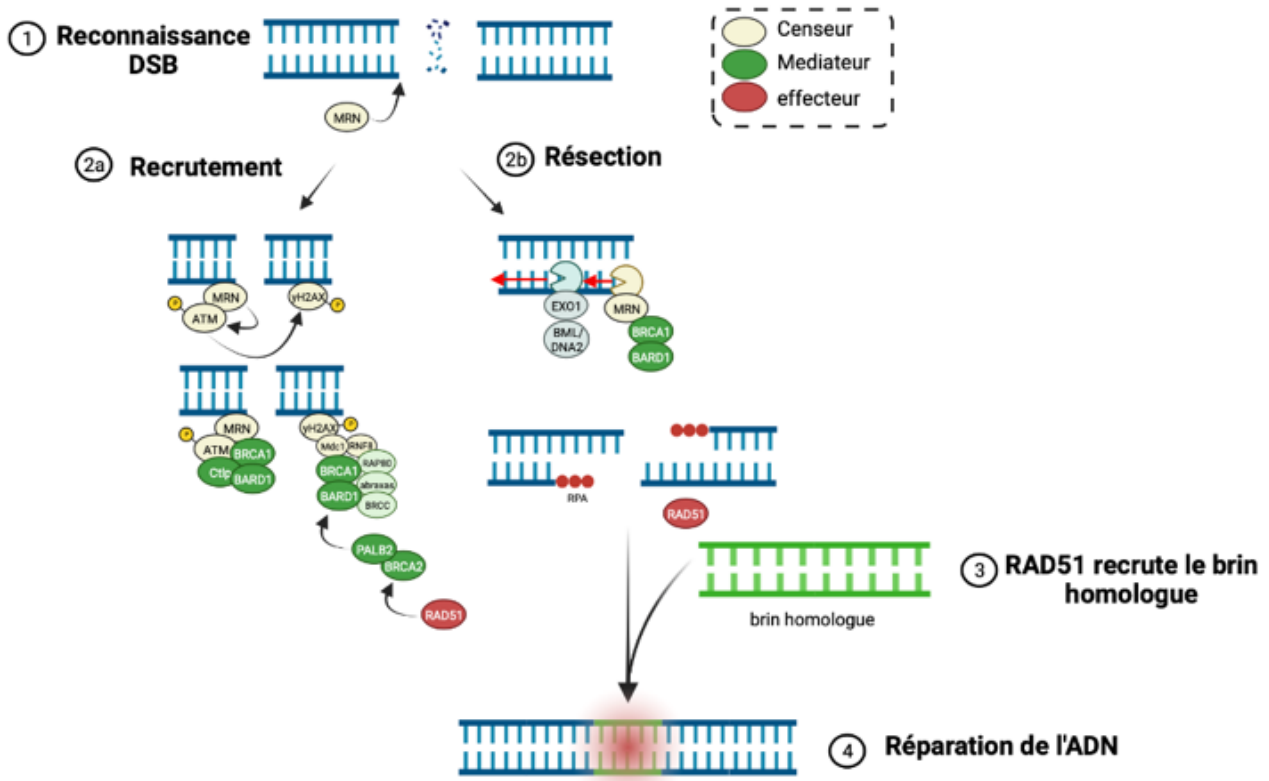 1
Reconnaissance
DSB
Censeur
Mediateur
effecteur
MRN
2a
Recrutement
2b
Résection
MRN
P
ATM
γH2AX
P
EXO1
MRN
BML/
DNA2
BRCA1
BARD1
MRN
P
ATM
BRCA1
CtIp
BARD1
γH2AX
P
Mdc1
RNF8
BRCA1
RAP80
BARD1
abraxas
BRCC
PALB2
BRCA2
RAD51
RPA
RAD51
3
RAD51 recrute le brin
homologue
brin homologue
4
Réparation de l'ADN